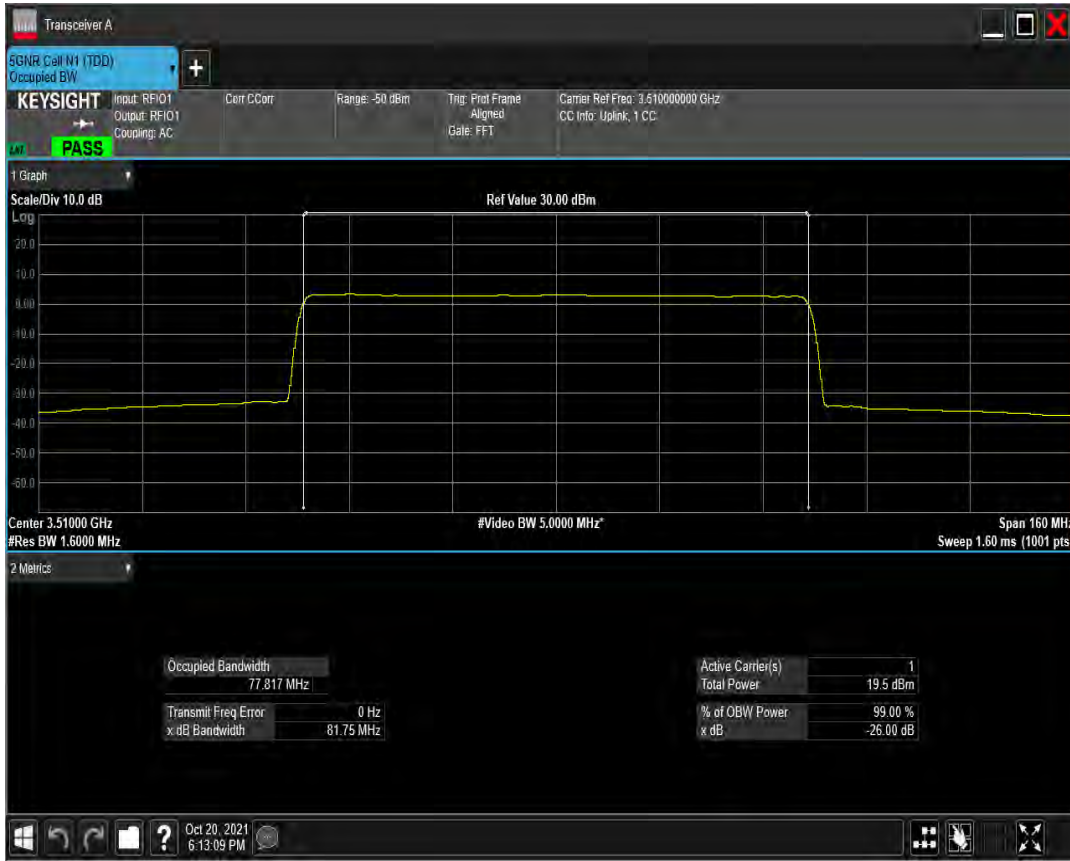 Transceiver A
5GNR Cell N1 (TDD)
Occupied BW
+
KEYSIGHT
Input: RFIO1
Output: RFIO1
Coupling: AC
Corr CCorr
Range: -50 dBm
Trig: Prot Frame
Aligned
Gate: FFT
Carrier Ref Freq: 3.510000000 GHz
CC Info: Uplink, 1 CC
PASS
1 Graph
Scale/Div 10.0 dB
Ref Value 30.00 dBm
Log
20.0
10.0
0.00
-10.0
-20.0
-30.0
-40.0
-50.0
-60.0
Center 3.51000 GHz
#Video BW 5.0000 MHz*
Span 160 MHz
#Res BW 1.6000 MHz
Sweep 1.60 ms (1001 pts
2 Metrics
Occupied Bandwidth
77.817 MHz
Transmit Freq Error 0 Hz
x dB Bandwidth 81.75 MHz
Active Carrier(s) 1
Total Power 19.5 dBm
% of OBW Power 99.00 %
x dB -26.00 dB
?
Oct 20, 2021
6:13:09 PM